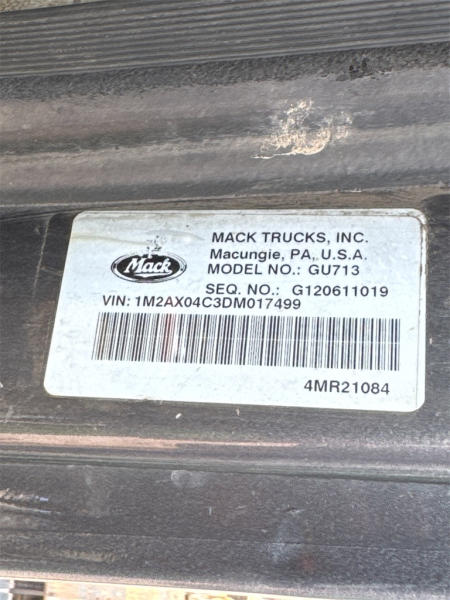 Mack
MACK TRUCKS, INC.
Macungie, PA, U.S.A.
MODEL NO.: GU713
SEQ. NO.: G120611019
VIN: 1M2AX04C3DM017499
4MR21084